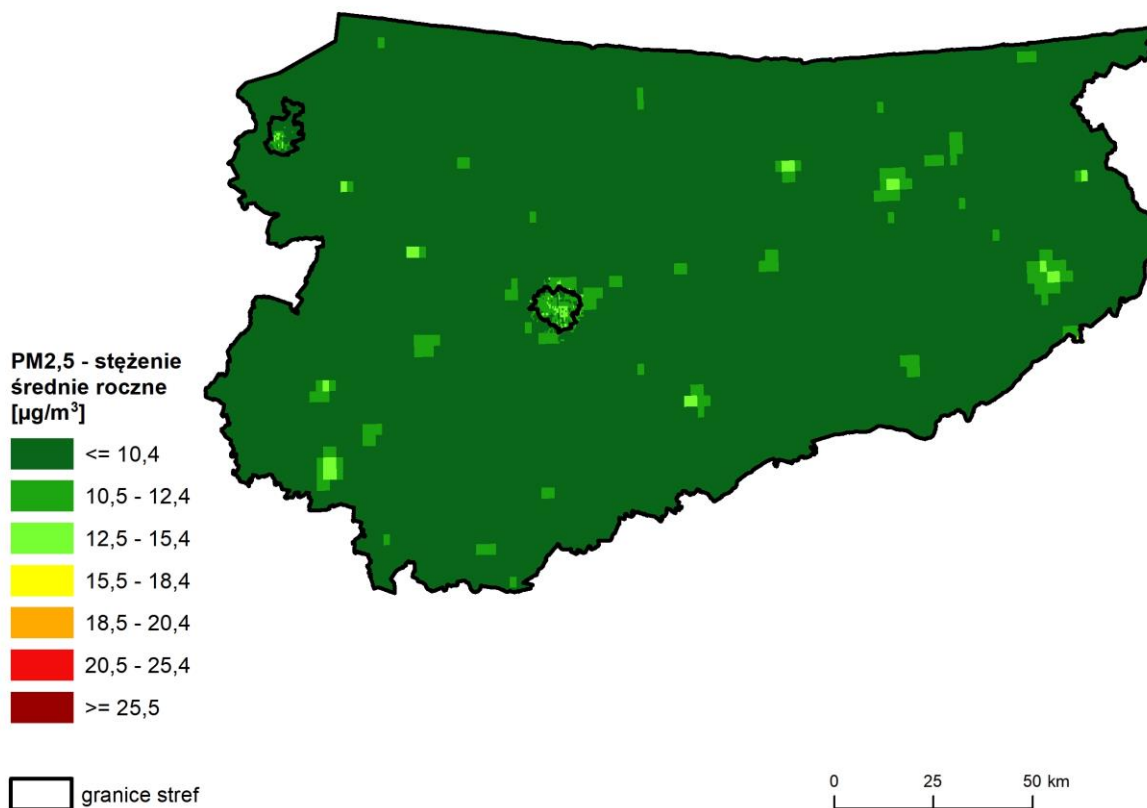 PM2,5 - stężenie
średnie roczne
[µg/m³]
<= 10,4
10,5 - 12,4
12,5 - 15,4
15,5 - 18,4
18,5 - 20,4
20,5 - 25,4
>= 25,5
granice stref
0 25 50 km